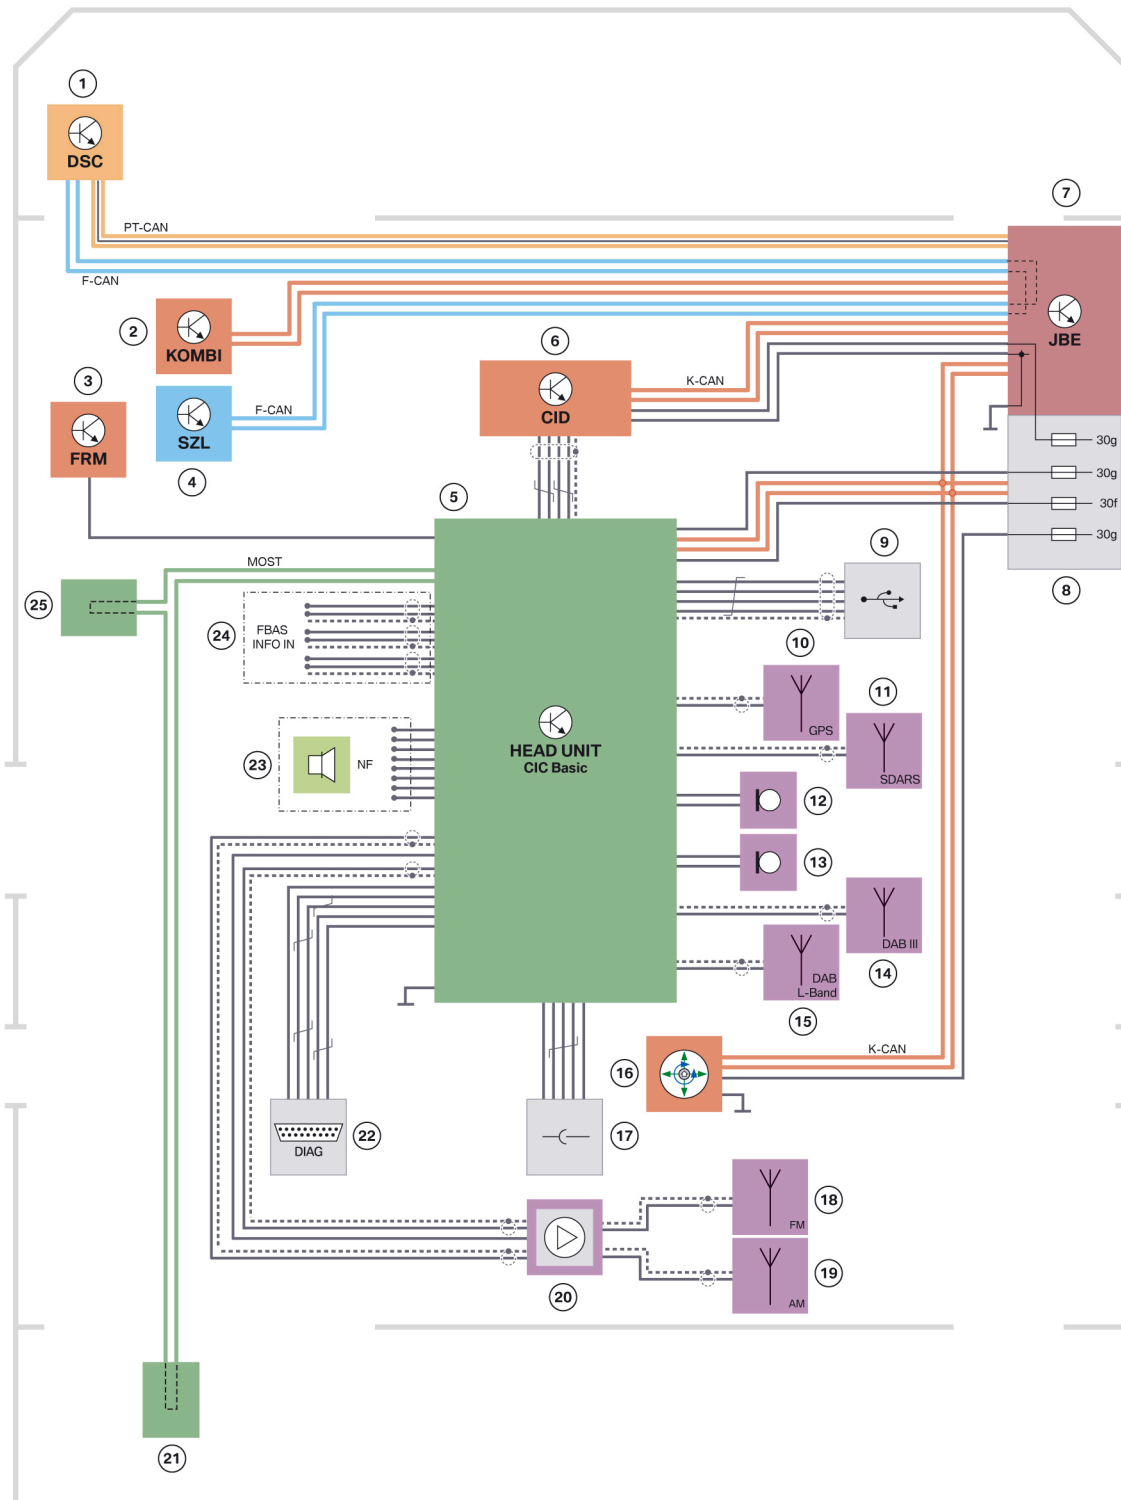 1
DSC
7
PT-CAN
F-CAN
2
KOMBI
6
JBE
3
CID
K-CAN
F-CAN
SZL
FRM
4
30g
30g
5
30f
30g
9
MOST
8
25
24
FBAS
INFO IN
10
11
GPS
HEAD UNIT
CIC Basic
23
NF
SDARS
12
13
DAB III
14
DAB
L-Band
15
K-CAN
16
22
17
DIAG
18
FM
19
AM
20
21